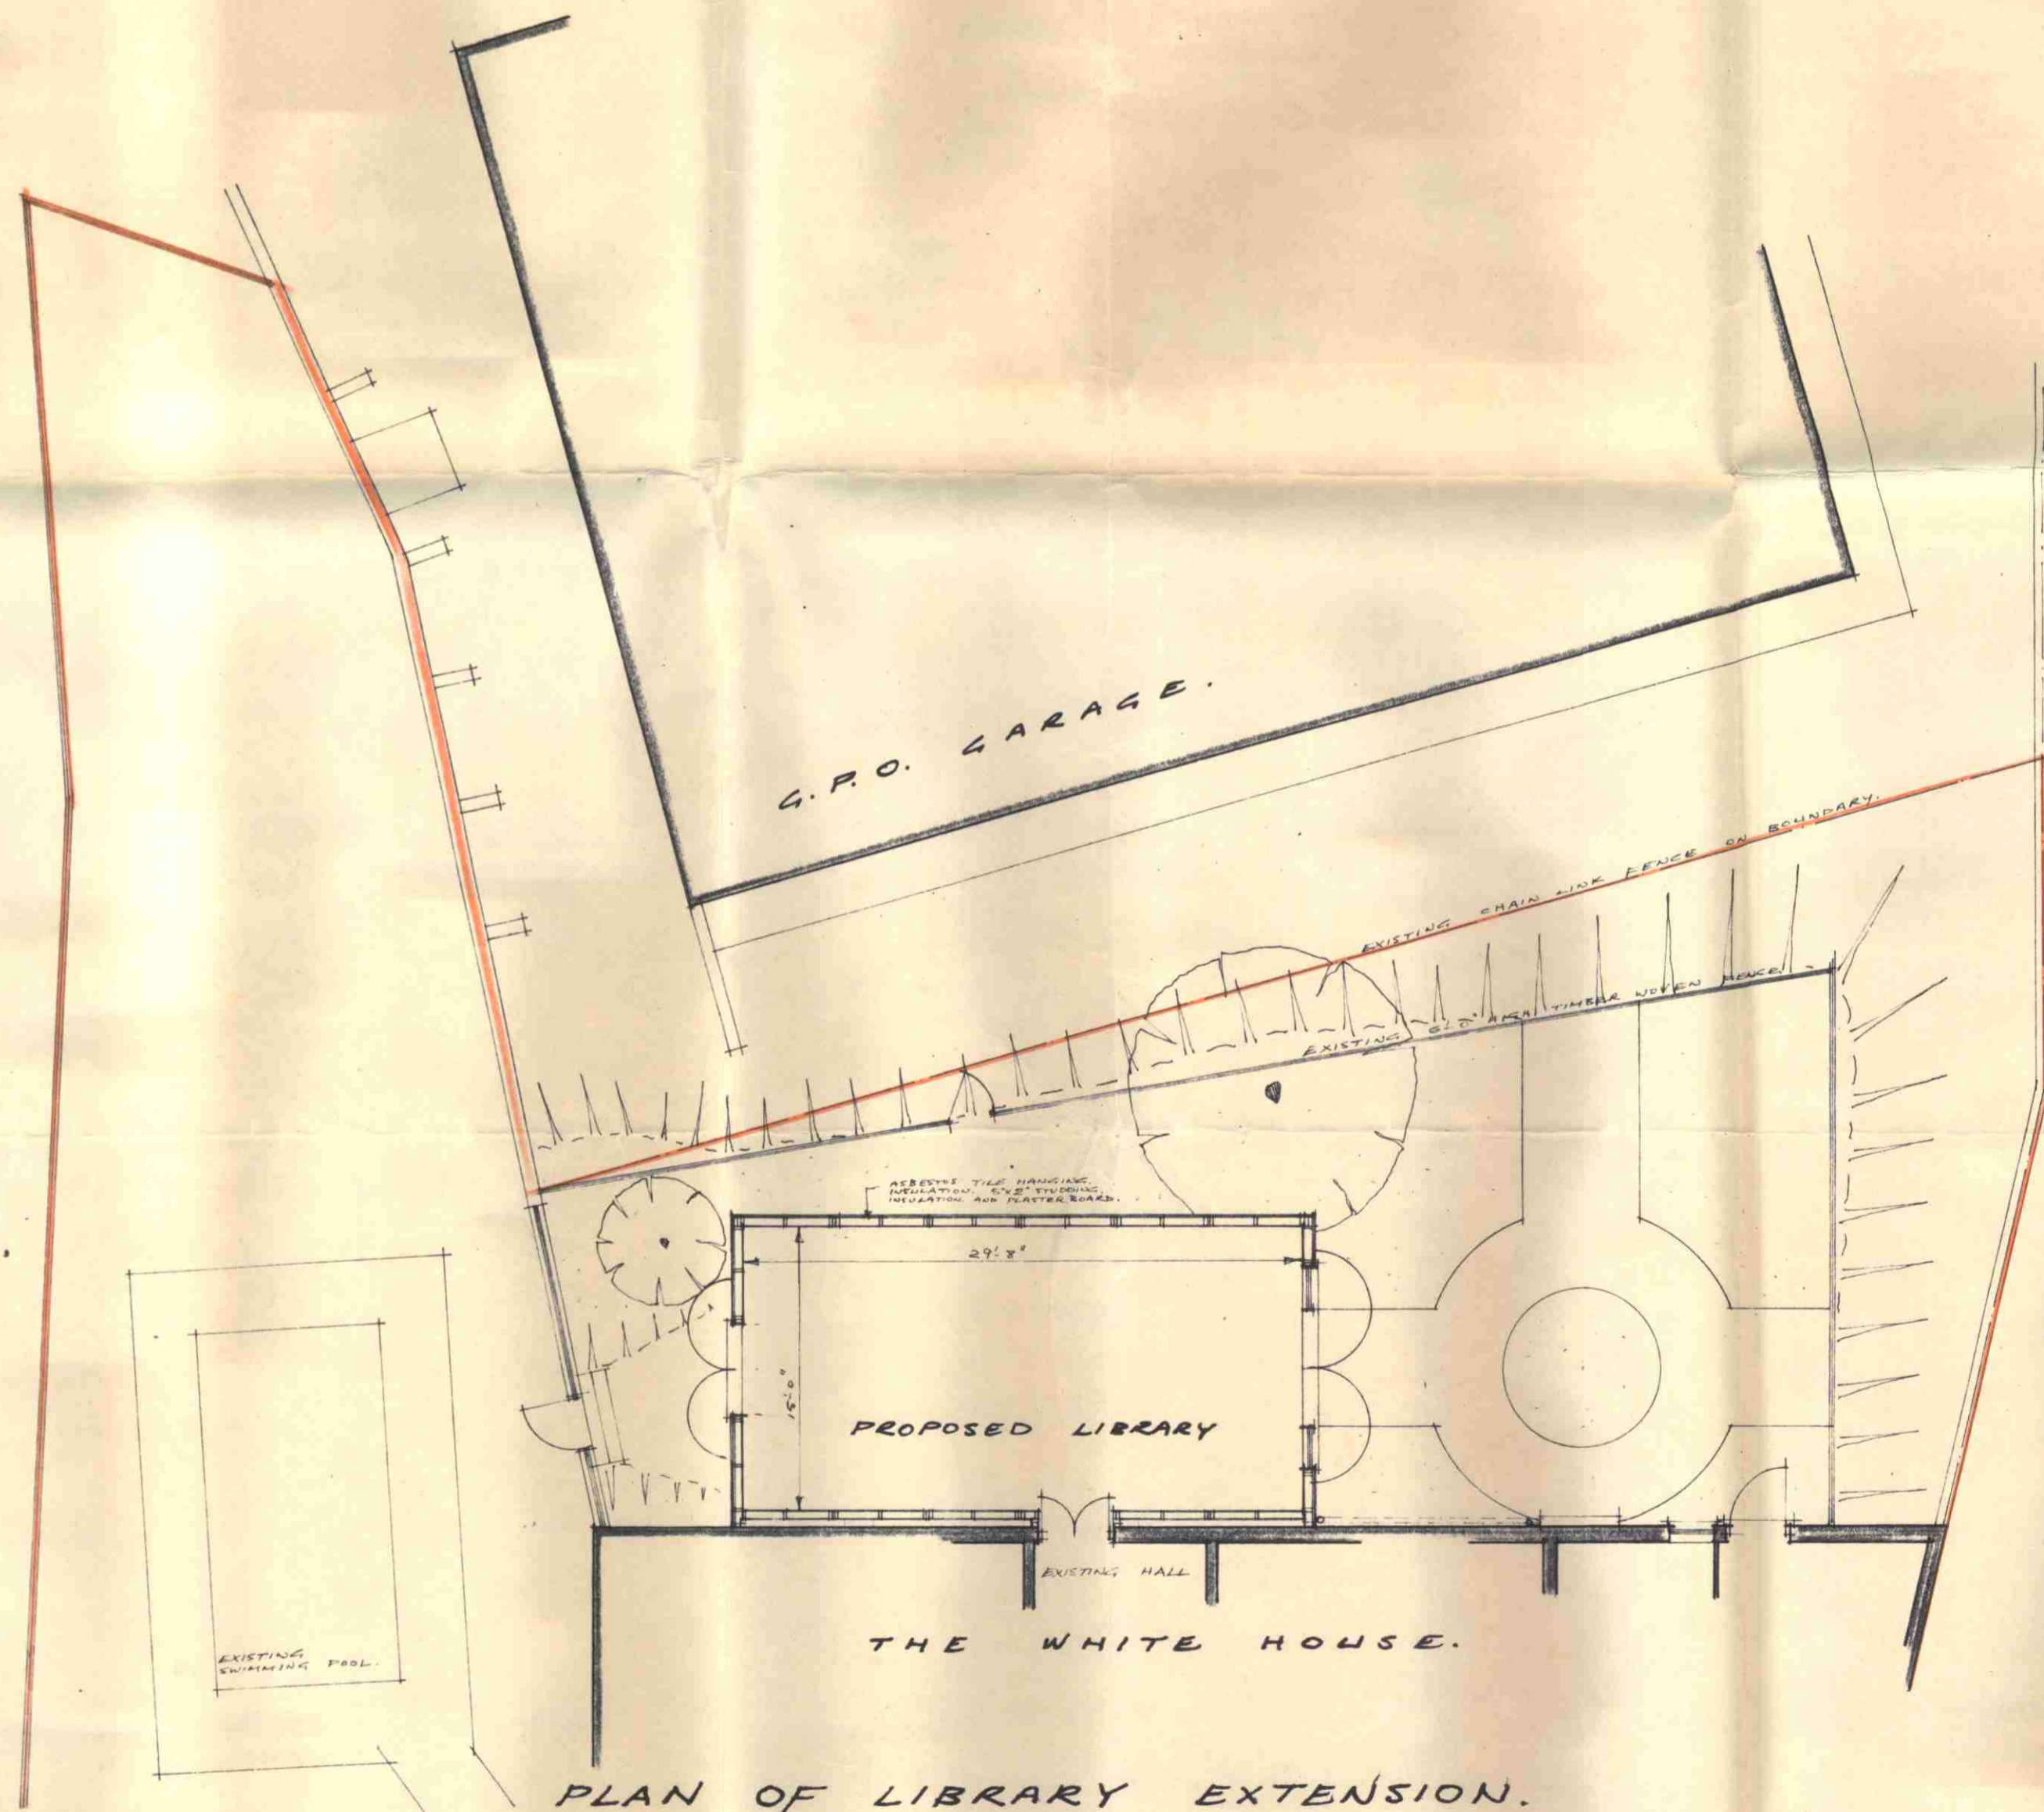 G.P.O. GARAGE.
EXISTING CHAIN LINK FENCE ON BOUNDARY.
EXISTING 6'.0" HIGH TIMBER WOVEN FENCE.
ASBESTOS TILE HANGING.
INSULATION. 5"x2" STUDDING,
INSULATION AND PLASTER BOARD.
29'-8"
15'-0"
PROPOSED LIBRARY
EXISTING HALL
THE WHITE HOUSE.
EXISTING
SWIMMING POOL.
PLAN OF LIBRARY EXTENSION.